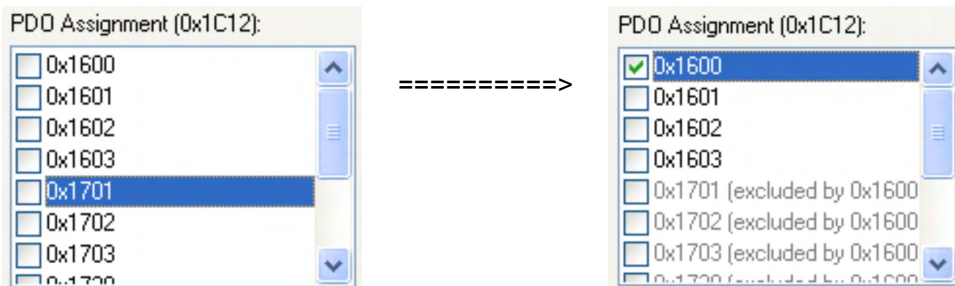 PDO Assignment (0x1C12):
0x1600
0x1601
0x1602
0x1603
0x1701
0x1702
0x1703
==========>
PDO Assignment (0x1C12):
0x1600
0x1601
0x1602
0x1603
0x1701 (excluded by 0x1600
0x1702 (excluded by 0x1600
0x1703 (excluded by 0x1600